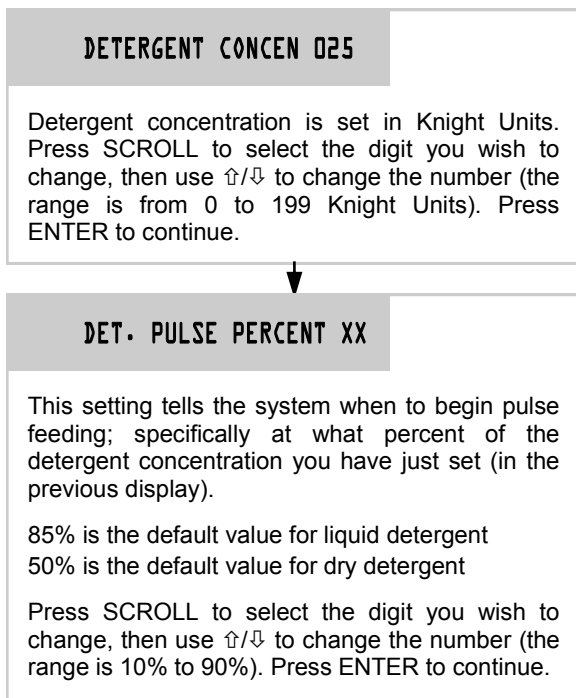 DETERGENT CONCEN 025
Detergent concentration is set in Knight Units.
Press SCROLL to select the digit you wish to
change, then use ⇧/⇩ to change the number (the
range is from 0 to 199 Knight Units). Press
ENTER to continue.
DET. PULSE PERCENT XX
This setting tells the system when to begin pulse
feeding; specifically at what percent of the
detergent concentration you have just set (in the
previous display).
85% is the default value for liquid detergent
50% is the default value for dry detergent
Press SCROLL to select the digit you wish to
change, then use ⇧/⇩ to change the number (the
range is 10% to 90%). Press ENTER to continue.